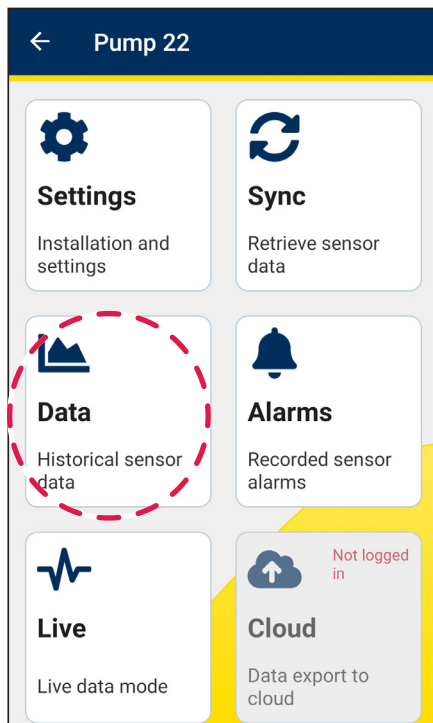 Pump 22
Settings
Installation and
settings
Sync
Retrieve sensor
data
Data
Historical sensor
data
Alarms
Recorded sensor
alarms
Live
Live data mode
Not logged
in
Cloud
Data export to
cloud